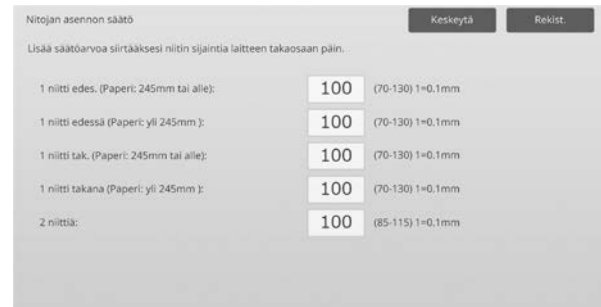 Nitojan asennon säätö
Keskeytä
Rekist.
Lisää säätöarvoa siirtääksesi niitin sijaintia laitteen takaosaan päin.
1 niitti edes. (Paperi: 245mm tai alle): 100 (70-130) 1=0.1mm
1 niitti edessä (Paperi: yli 245mm ): 100 (70-130) 1=0.1mm
1 niitti tak. (Paperi: 245mm tai alle): 100 (70-130) 1=0.1mm
1 niitti takana (Paperi: yli 245mm ): 100 (70-130) 1=0.1mm
2 niittiä: 100 (85-115) 1=0.1mm